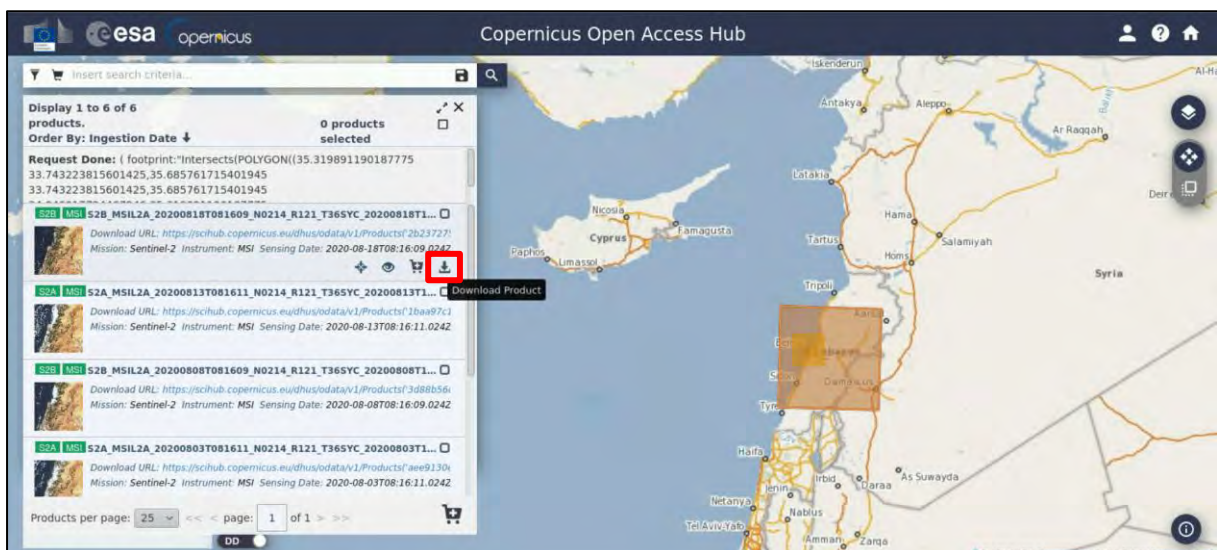 esa opernicus
Copernicus Open Access Hub
Insert search criteria...
Display 1 to 6 of 6
products.
0 products
selected
Order By: Ingestion Date
Request Done: ( footprint:"Intersects(POLYGON((35.319891190187775
33.743223815601425,35.685761715401945
33.743223815601425,35.685761715401945
S2B MSI S2B_MSIL2A_20200818T081609_N0214_R121_T36SYC_20200818T1...
Download URL: https://scihub.copernicus.eu/dhus/odata/v1/Products('2b23727
Mission: Sentinel-2 Instrument: MSI Sensing Date: 2020-08-18T08:16:09.024Z
Download Product
S2A MSI S2A_MSIL2A_20200813T081611_N0214_R121_T36SYC_20200813T1...
Download URL: https://scihub.copernicus.eu/dhus/odata/v1/Products('1baa97c1
Mission: Sentinel-2 Instrument: MSI Sensing Date: 2020-08-13T08:16:11.024Z
S2B MSI S2B_MSIL2A_20200808T081609_N0214_R121_T36SYC_20200808T1...
Download URL: https://scihub.copernicus.eu/dhus/odata/v1/Products('3d88b56
Mission: Sentinel-2 Instrument: MSI Sensing Date: 2020-08-08T08:16:09.024Z
S2A MSI S2A_MSIL2A_20200803T081611_N0214_R121_T36SYC_20200803T1...
Download URL: https://scihub.copernicus.eu/dhus/odata/v1/Products('aee9130
Mission: Sentinel-2 Instrument: MSI Sensing Date: 2020-08-03T08:16:11.024Z
Products per page: 25 << < page: 1 of 1 > >>
DD
Iskenderun
Antakya
Aleppo
Ar Raqqah
Latakia
Nicosia
Cyprus
Famagusta
Paphos
Limassol
Hama
Tartus
Salamiyah
Homs
Syria
Tripoli
Damascus
Tyre
Haifa
Irbid
Daraa
As Suwayda
Jenin
Netanya
Nablus
Tel Aviv-Yafo
Amman
Zarqa